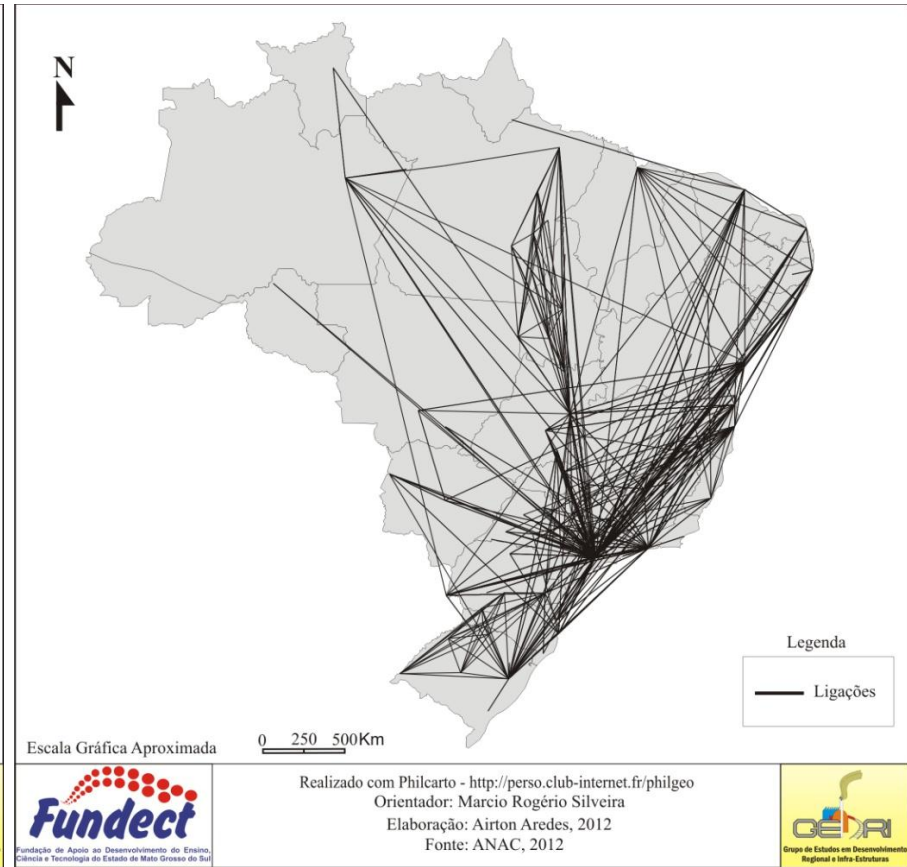 N
Legenda
Ligações
Escala Gráfica Aproximada
0 250 500Km
Fundect
Fundação de Apoio ao Desenvolvimento do Ensino,
Ciência e Tecnologia do Estado de Mato Grosso do Sul
Realizado com Philcarto - http://perso.club-internet.fr/philgeo
Orientador: Marcio Rogério Silveira
Elaboração: Airton Aredes, 2012
Fonte: ANAC, 2012
GEDRI
Grupo de Estudos em Desenvolvimento
Regional e Infra-Estruturas